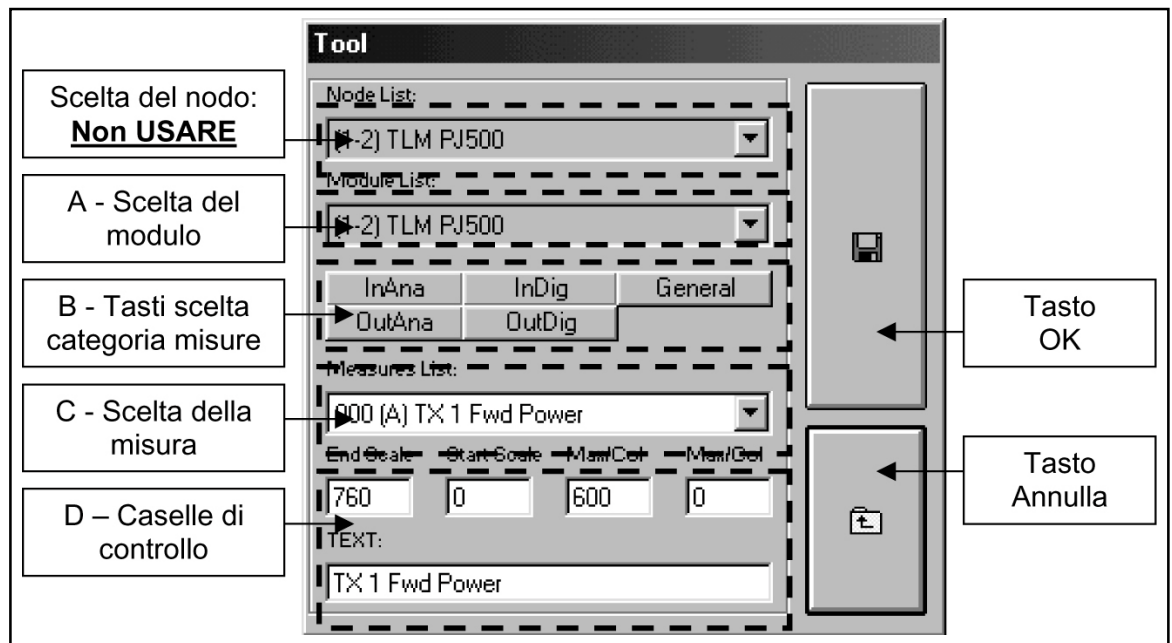 Tool
Scelta del nodo:
Non USARE
A - Scelta del
modulo
B - Tasti scelta
categoria misure
C - Scelta della
misura
D – Caselle di
controllo
Node List:
(1-2) TLM PJ500
Module List:
(1-2) TLM PJ500
InAna InDig General
OutAna OutDig
Measures List:
000 (A) TX 1 Fwd Power
End Scale Start Scale Max/Col Max/Col
760 0 600 0
TEXT:
TX 1 Fwd Power
Tasto
OK
Tasto
Annulla